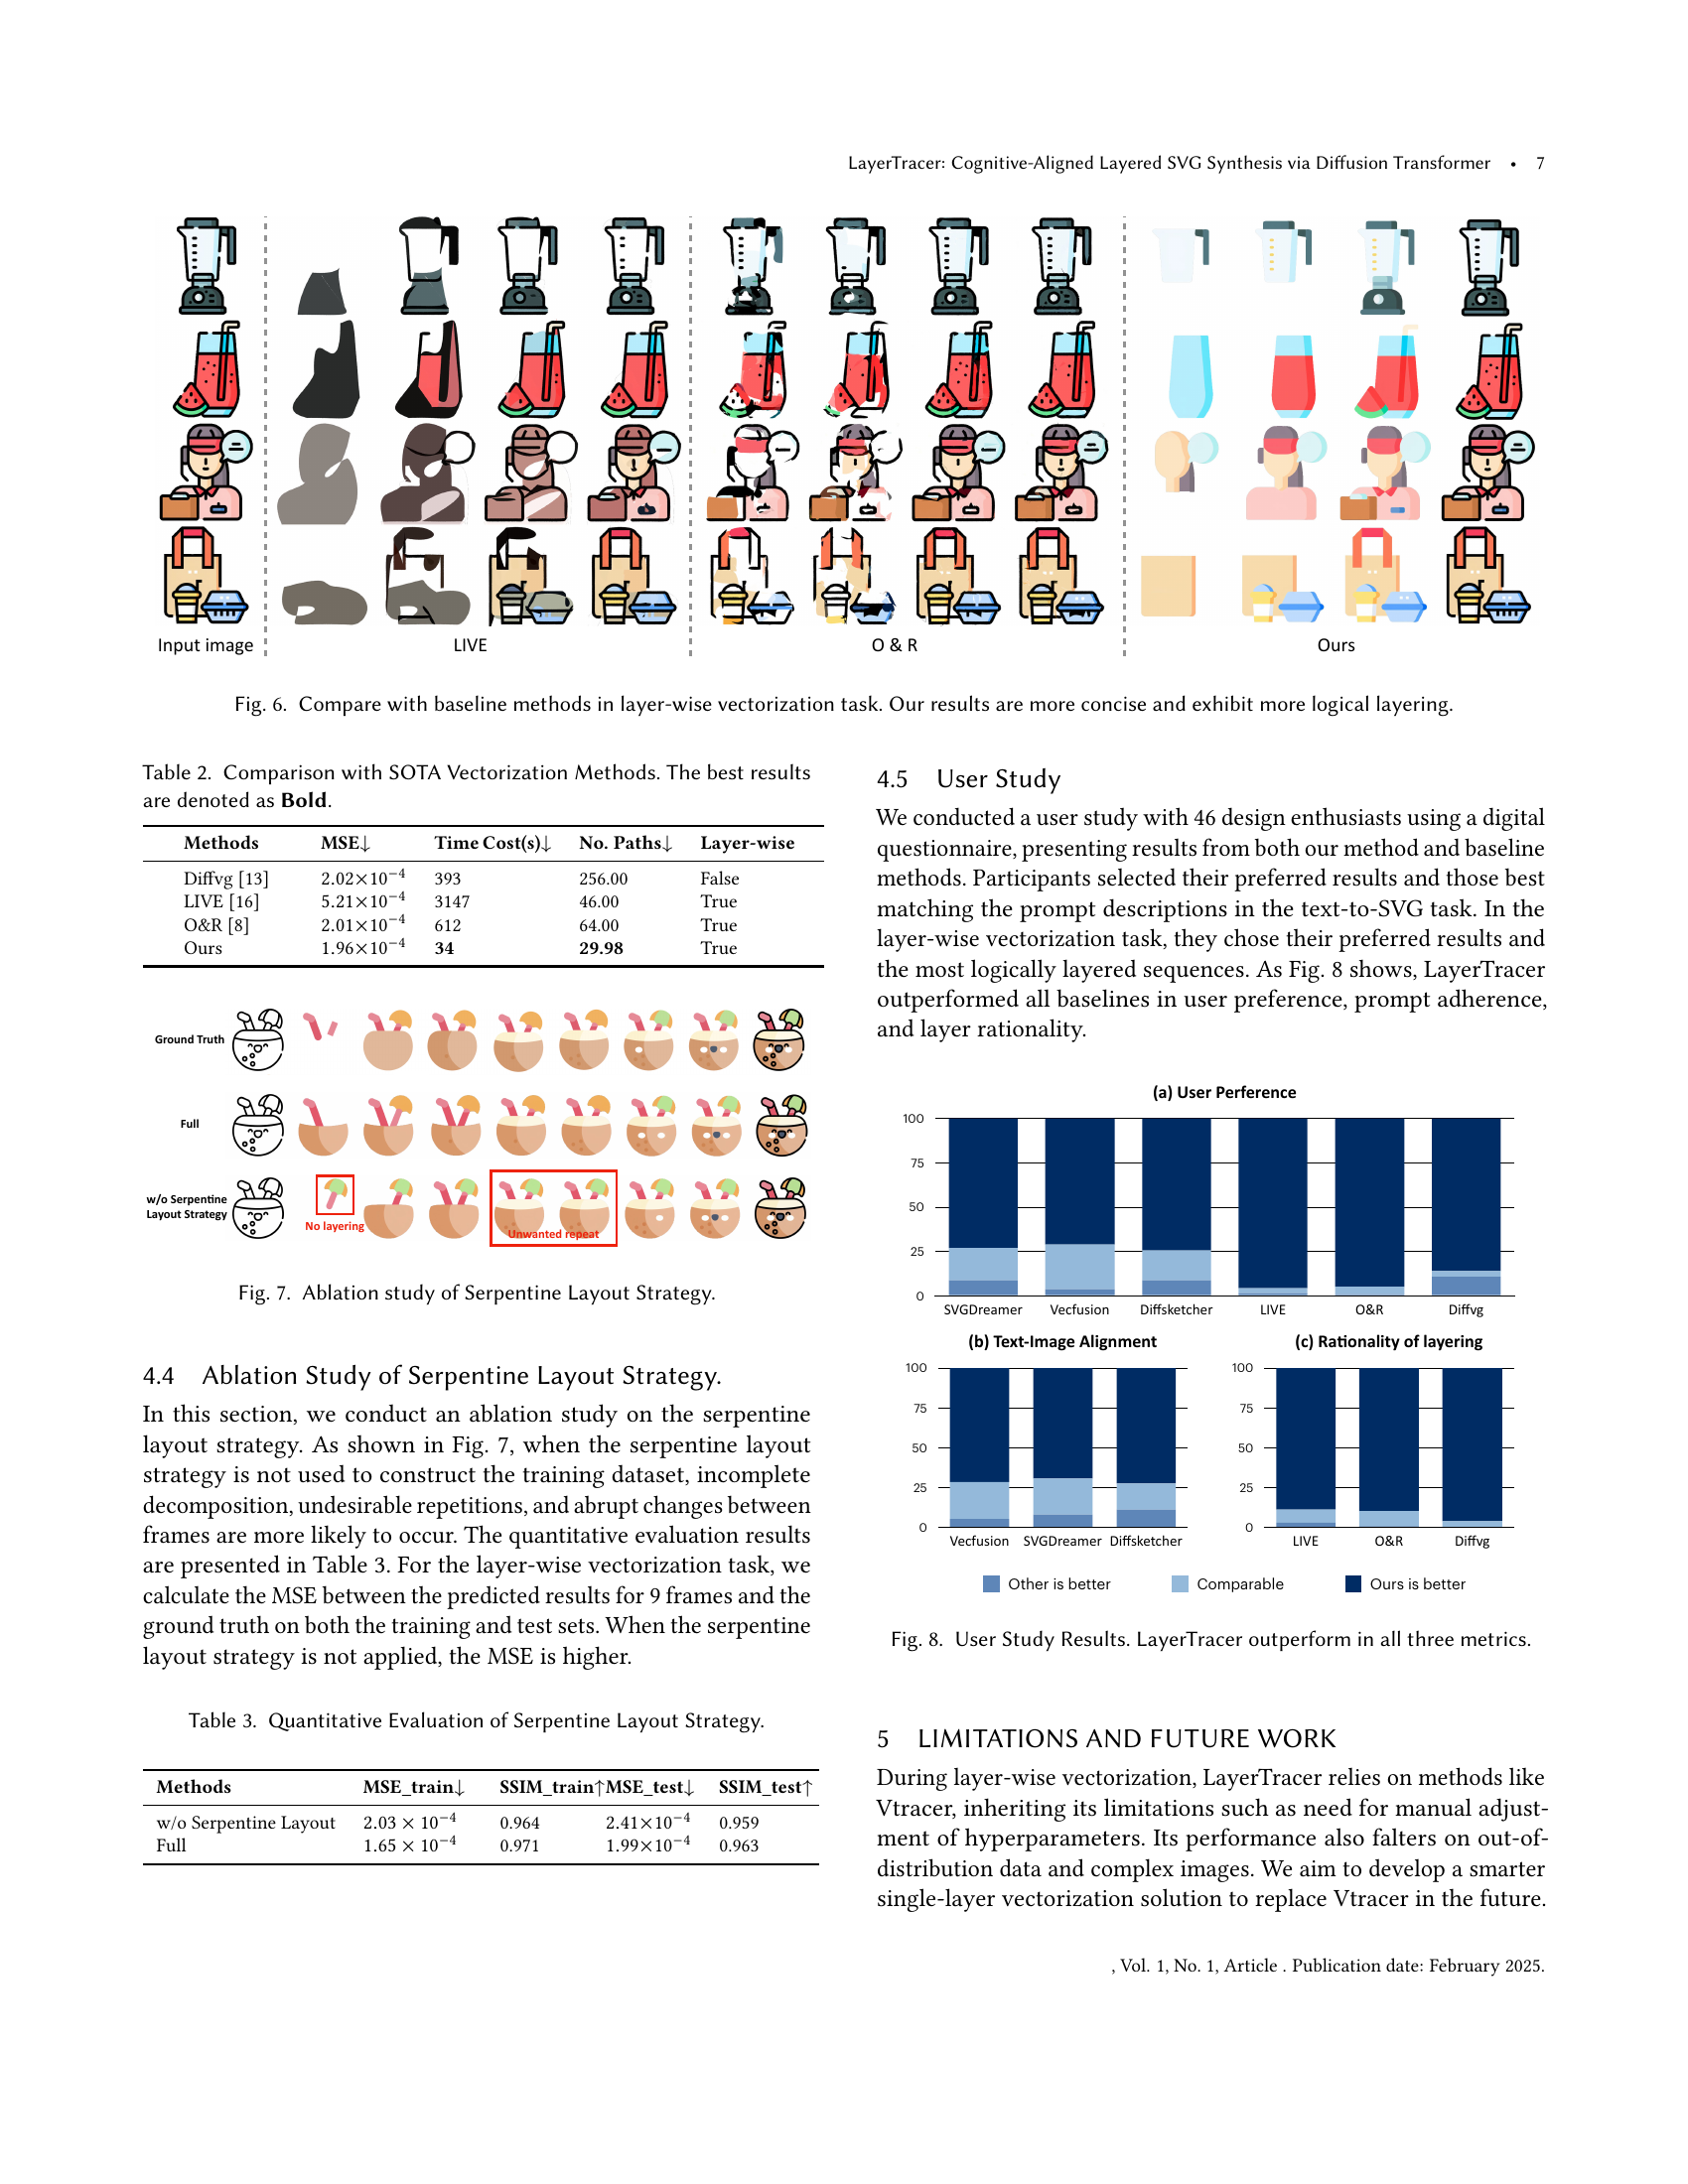 LayerTracer: Cognitive-Aligned Layered SVG Synthesis via Diffusion Transformer • 7
Input image LIVE O & R Ours
Fig. 6. Compare with baseline methods in layer-wise vectorization task. Our results are more concise and exhibit more logical layering.
Table 2. Comparison with SOTA Vectorization Methods. The best results
are denoted as Bold.
Methods MSE↓ Time Cost(s)↓ No. Paths↓ Layer-wise
Diffvg [13] 2.02×10⁻⁴ 393 256.00 False
LIVE [16] 5.21×10⁻⁴ 3147 46.00 True
O&R [8] 2.01×10⁻⁴ 612 64.00 True
Ours 1.96×10⁻⁴ 34 29.98 True
Ground Truth
Full
w/o Serpentine
Layout Strategy
No layering
Unwanted repeat
Fig. 7. Ablation study of Serpentine Layout Strategy.
4.4 Ablation Study of Serpentine Layout Strategy.
In this section, we conduct an ablation study on the serpentine
layout strategy. As shown in Fig. 7, when the serpentine layout
strategy is not used to construct the training dataset, incomplete
decomposition, undesirable repetitions, and abrupt changes between
frames are more likely to occur. The quantitative evaluation results
are presented in Table 3. For the layer-wise vectorization task, we
calculate the MSE between the predicted results for 9 frames and the
ground truth on both the training and test sets. When the serpentine
layout strategy is not applied, the MSE is higher.
Table 3. Quantitative Evaluation of Serpentine Layout Strategy.
Methods MSE_train↓ SSIM_train↑ MSE_test↓ SSIM_test↑
w/o Serpentine Layout 2.03 × 10⁻⁴ 0.964 2.41×10⁻⁴ 0.959
Full 1.65 × 10⁻⁴ 0.971 1.99×10⁻⁴ 0.963
4.5 User Study
We conducted a user study with 46 design enthusiasts using a digital
questionnaire, presenting results from both our method and baseline
methods. Participants selected their preferred results and those best
matching the prompt descriptions in the text-to-SVG task. In the
layer-wise vectorization task, they chose their preferred results and
the most logically layered sequences. As Fig. 8 shows, LayerTracer
outperformed all baselines in user preference, prompt adherence,
and layer rationality.
(a) User Perference
100
75
50
25
0
SVGDreamer Vecfusion Diffsketcher LIVE O&R Diffvg
(b) Text-Image Alignment
100
75
50
25
0
Vecfusion SVGDreamer Diffsketcher
(c) Rationality of layering
100
75
50
25
0
LIVE O&R Diffvg
Other is better Comparable Ours is better
Fig. 8. User Study Results. LayerTracer outperform in all three metrics.
5 LIMITATIONS AND FUTURE WORK
During layer-wise vectorization, LayerTracer relies on methods like
Vtracer, inheriting its limitations such as need for manual adjust-
ment of hyperparameters. Its performance also falters on out-of-
distribution data and complex images. We aim to develop a smarter
single-layer vectorization solution to replace Vtracer in the future.
, Vol. 1, No. 1, Article . Publication date: February 2025.